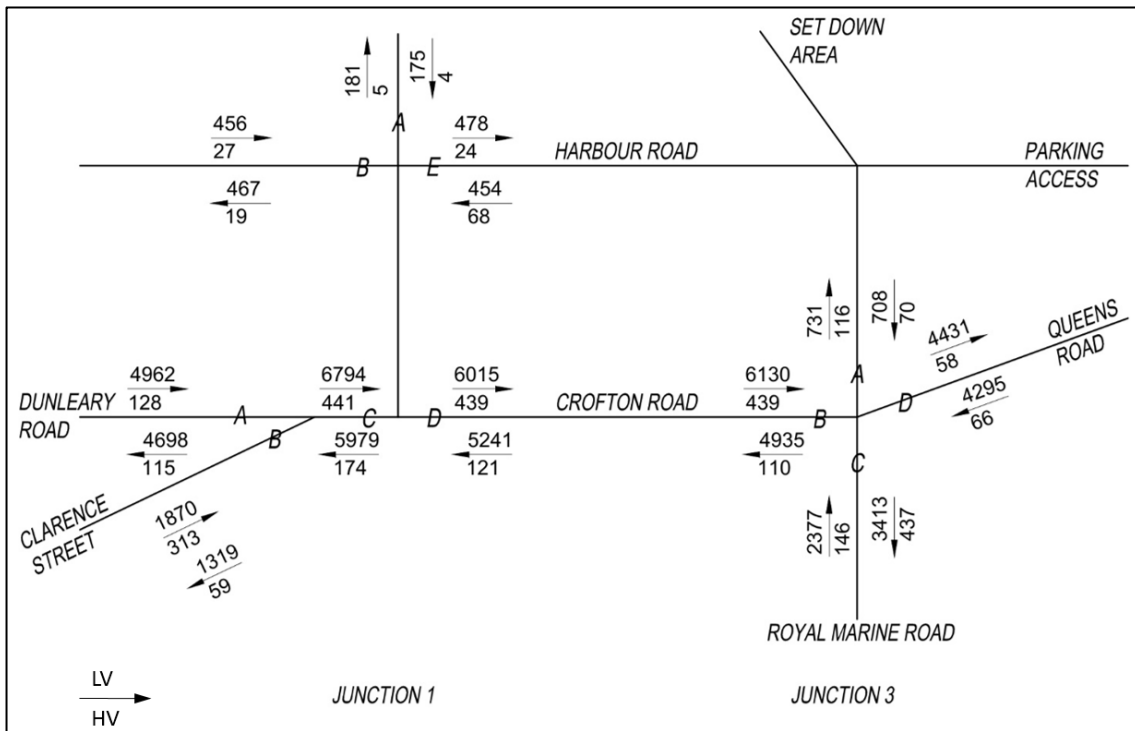 SET DOWN
AREA
181
5
175
4
A
456
27
478
24
HARBOUR ROAD
PARKING
ACCESS
B
E
467
19
454
68
731
116
708
70
4431
58
QUEENS
ROAD
4295
66
A
D
DUNLEARY
ROAD
4962
128
6794
441
6015
439
CROFTON ROAD
6130
439
A
B
C
D
B
4698
115
5979
174
5241
121
4935
110
C
CLARENCE
STREET
1870
313
1319
59
2377
146
3413
437
ROYAL MARINE ROAD
LV
HV
JUNCTION 1
JUNCTION 3